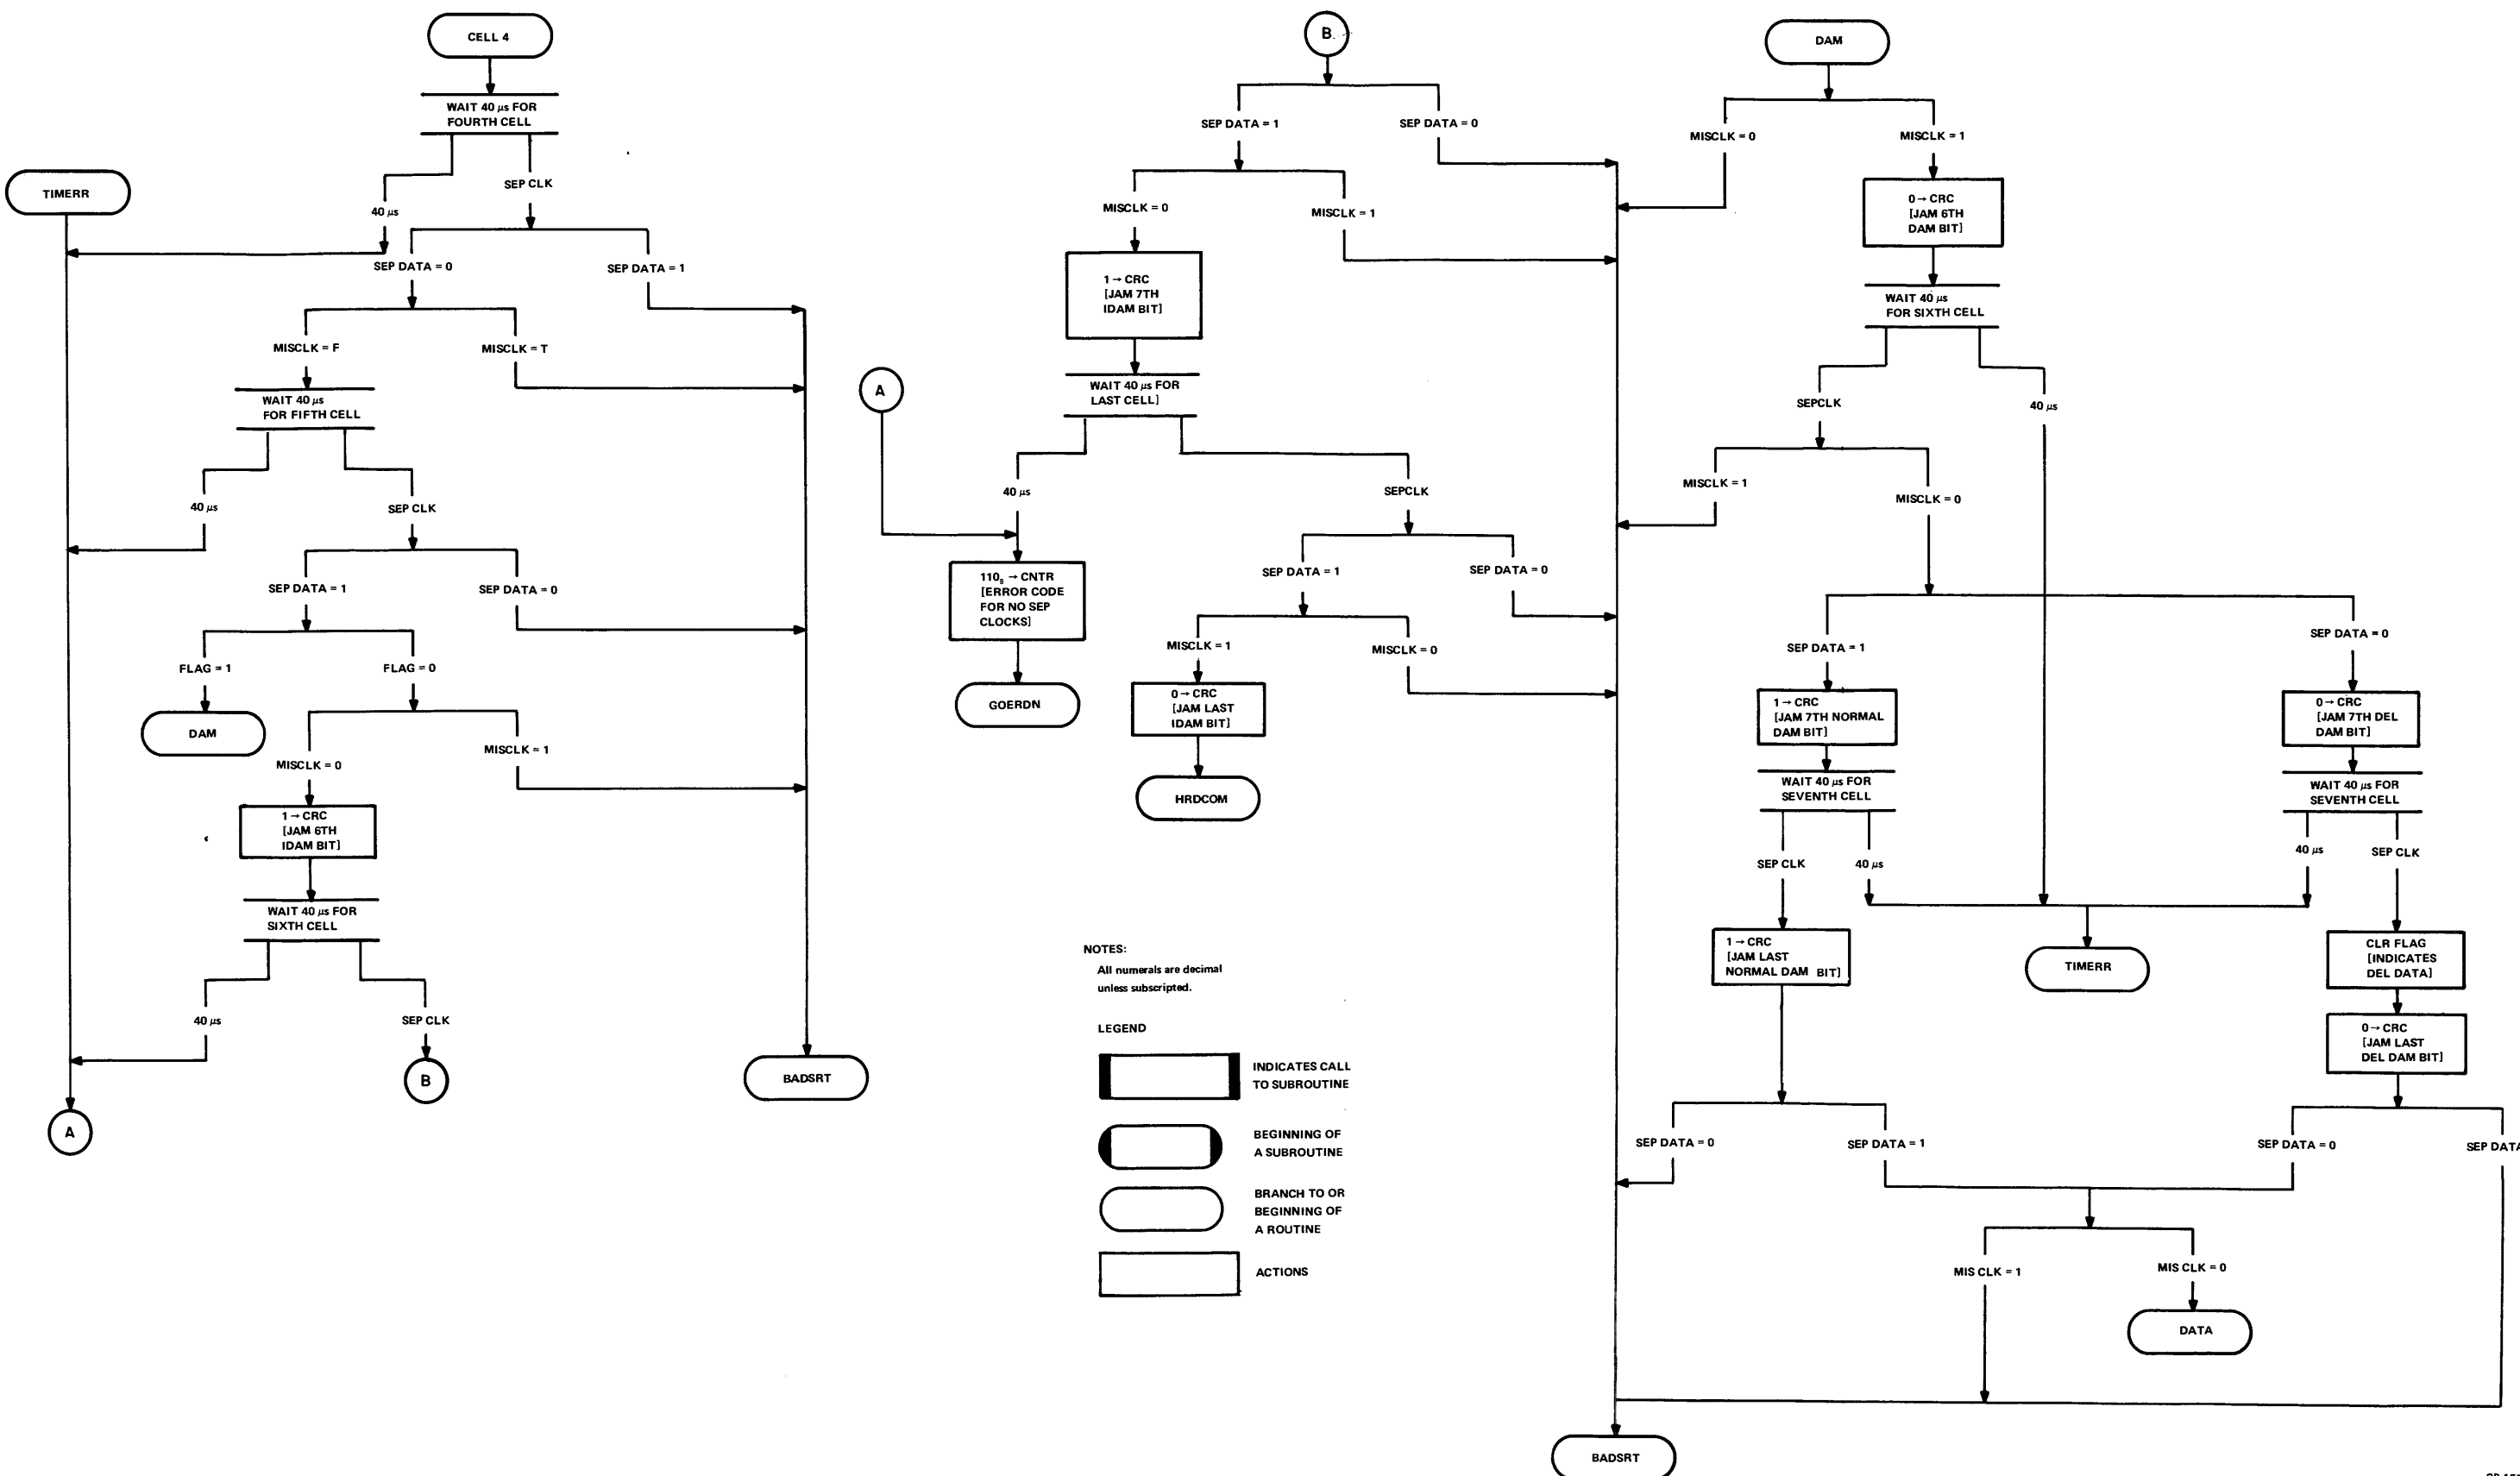 CELL 4
WAIT 40 µs FOR
FOURTH CELL
TIMERR
40 µs
SEP CLK
SEP DATA = 0
SEP DATA = 1
MISCLK = F
MISCLK = T
WAIT 40 µs
FOR FIFTH CELL
40 µs
SEP CLK
SEP DATA = 1
SEP DATA = 0
FLAG = 1
FLAG = 0
DAM
MISCLK = 0
MISCLK = 1
1 → CRC
[JAM 6TH
IDAM BIT]
WAIT 40 µs FOR
SIXTH CELL
40 µs
SEP CLK
A
B
BADSRT
B
SEP DATA = 1
SEP DATA = 0
MISCLK = 0
MISCLK = 1
1 → CRC
[JAM 7TH
IDAM BIT]
A
WAIT 40 µs FOR
LAST CELL]
40 µs
SEPCLK
110₈ → CNTR
[ERROR CODE
FOR NO SEP
CLOCKS]
GOERDN
SEP DATA = 1
SEP DATA = 0
MISCLK = 1
MISCLK = 0
0 → CRC
[JAM LAST
IDAM BIT]
HRDCOM
NOTES:
All numerals are decimal
unless subscripted.
LEGEND
INDICATES CALL
TO SUBROUTINE
BEGINNING OF
A SUBROUTINE
BRANCH TO OR
BEGINNING OF
A ROUTINE
ACTIONS
DAM
MISCLK = 0
MISCLK = 1
0 → CRC
[JAM 6TH
DAM BIT]
WAIT 40 µs
FOR SIXTH CELL
SEPCLK
40 µs
MISCLK = 1
MISCLK = 0
SEP DATA = 1
SEP DATA = 0
1 → CRC
[JAM 7TH NORMAL
DAM BIT]
0 → CRC
[JAM 7TH DEL
DAM BIT]
WAIT 40 µs FOR
SEVENTH CELL
WAIT 40 µs FOR
SEVENTH CELL
SEP CLK
40 µs
40 µs
SEP CLK
1 → CRC
[JAM LAST
NORMAL DAM BIT]
TIMERR
CLR FLAG
[INDICATES
DEL DATA]
0 → CRC
[JAM LAST
DEL DAM BIT]
SEP DATA = 0
SEP DATA = 1
SEP DATA = 0
SEP DATA
MIS CLK = 1
MIS CLK = 0
DATA
BADSRT